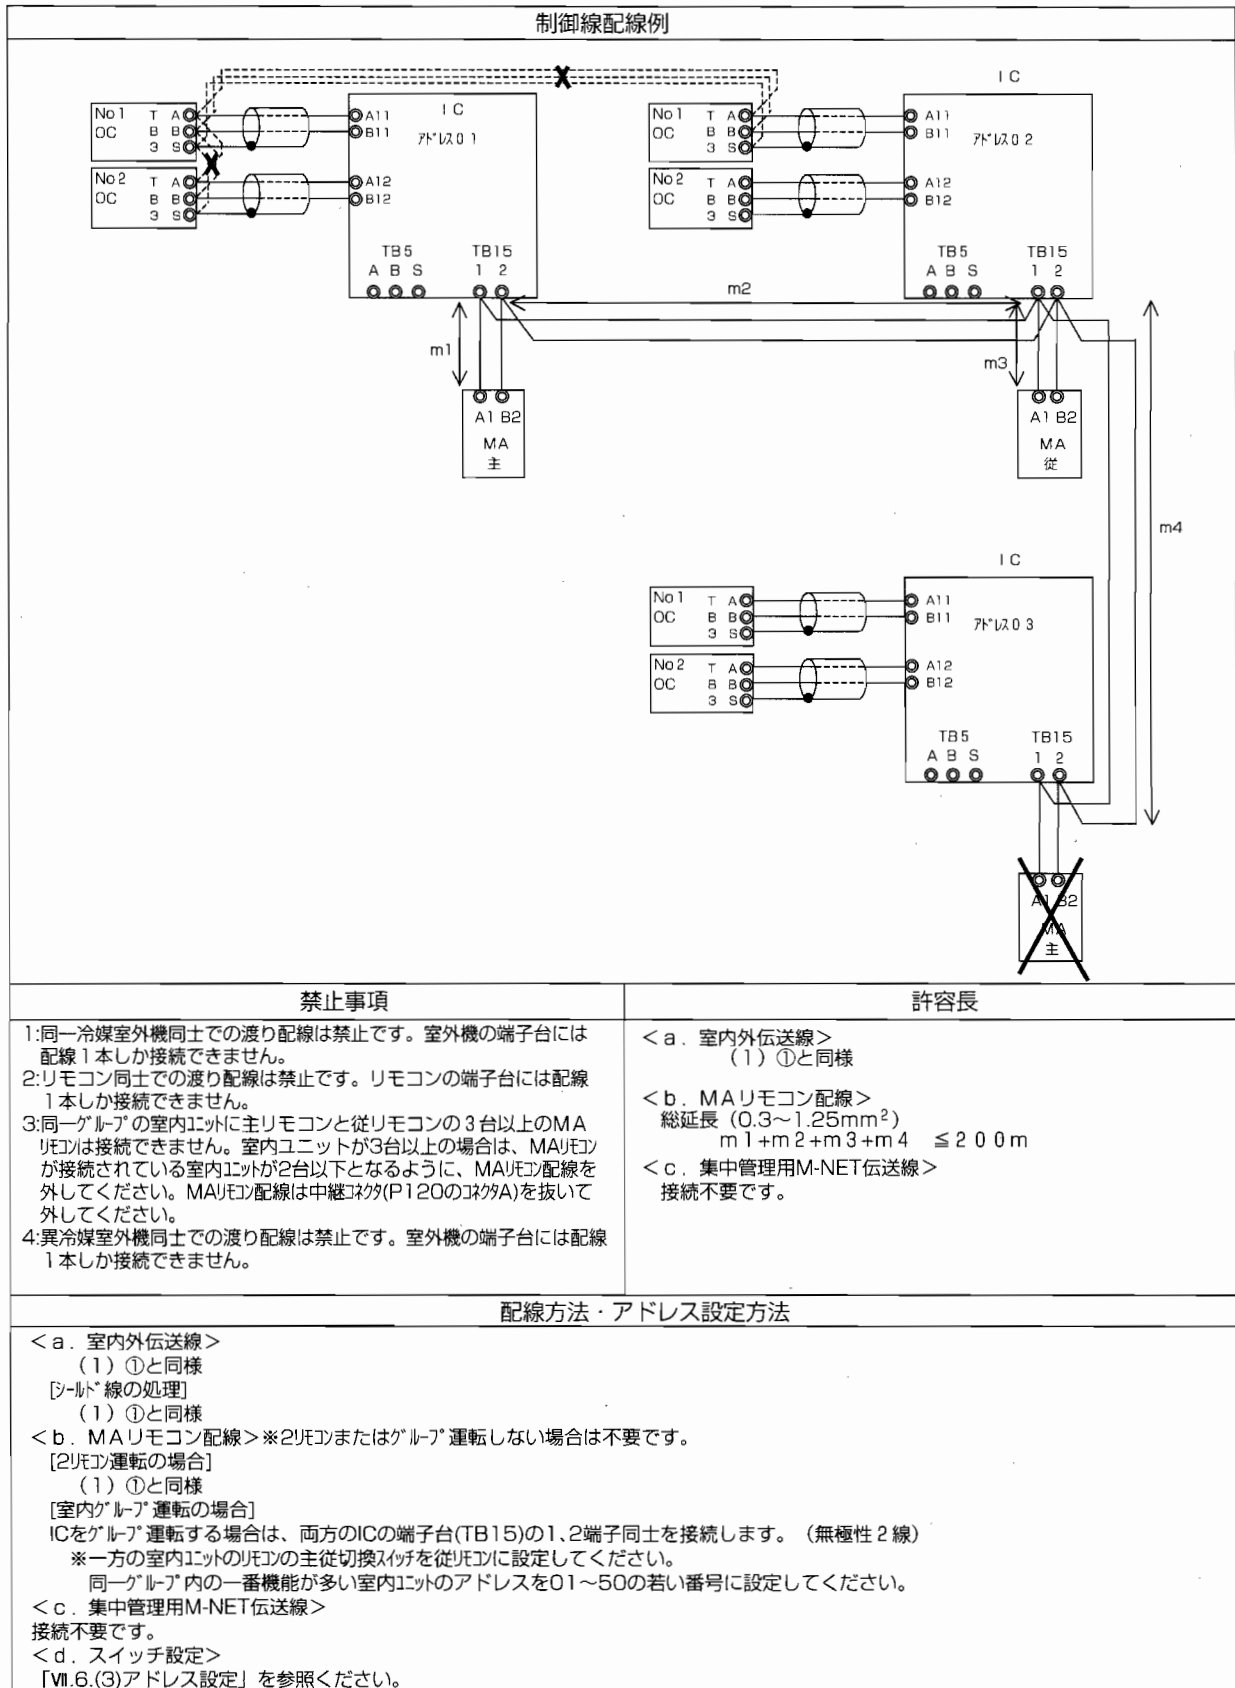 制御線配線例
IC
No1 T A
OC B B
3 S
A11
B11
IC
ｱﾄﾞﾚｽ01
No2 T A
OC B B
3 S
A12
B12
TB5 TB15
A B S 1 2
No1 T A
OC B B
3 S
A11
B11
ｱﾄﾞﾚｽ02
No2 T A
OC B B
3 S
A12
B12
TB5 TB15
A B S 1 2
m2
m1
m3
A1 B2
MA
主
A1 B2
MA
従
m4
IC
No1 T A
OC B B
3 S
A11
B11
ｱﾄﾞﾚｽ03
No2 T A
OC B B
3 S
A12
B12
TB5 TB15
A B S 1 2
A1 B2
MA
主
禁止事項
1:同一冷媒室外機同士での渡り配線は禁止です。室外機の端子台には
配線1本しか接続できません。
2:リモコン同士での渡り配線は禁止です。リモコンの端子台には配線
1本しか接続できません。
3:同一ｸﾞﾙｰﾌﾟの室内ﾕﾆｯﾄに主リモコンと従リモコンの3台以上のMA
ﾘﾓｺﾝは接続できません。室内ユニットが3台以上の場合は、MAﾘﾓｺﾝ
が接続されている室内ﾕﾆｯﾄが2台以下となるように、MAﾘﾓｺﾝ配線を
外してください。MAﾘﾓｺﾝ配線は中継ｺﾈｸﾀ(P120のｺﾈｸﾀA)を抜いて
外してください。
4:異冷媒室外機同士での渡り配線は禁止です。室外機の端子台には配線
1本しか接続できません。
許容長
＜a．室内外伝送線＞
（1）①と同様
＜b．MAリモコン配線＞
総延長（0.3～1.25mm²）
m1+m2+m3+m4 ≦200m
＜c．集中管理用M-NET伝送線＞
接続不要です。
配線方法・アドレス設定方法
＜a．室内外伝送線＞
（1）①と同様
[ｼｰﾙﾄﾞ線の処理]
（1）①と同様
＜b．MAリモコン配線＞※2ﾘﾓｺﾝまたはｸﾞﾙｰﾌﾟ運転しない場合は不要です。
[2ﾘﾓｺﾝ運転の場合]
（1）①と同様
[室内ｸﾞﾙｰﾌﾟ運転の場合]
ICをｸﾞﾙｰﾌﾟ運転する場合は、両方のICの端子台(TB15)の1､2端子同士を接続します。（無極性2線）
※一方の室内ﾕﾆｯﾄのﾘﾓｺﾝの主従切換ｽｲｯﾁを従ﾘﾓｺﾝに設定してください。
同一ｸﾞﾙｰﾌﾟ内の一番機能が多い室内ﾕﾆｯﾄのアドレスを01～50の若い番号に設定してください。
＜c．集中管理用M-NET伝送線＞
接続不要です。
＜d．スイッチ設定＞
「Ⅶ.6.(3)アドレス設定」を参照ください。